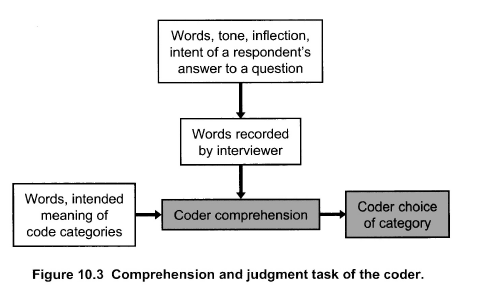 Words, tone, inflection,
intent of a respondent's
answer to a question
Words recorded
by interviewer
Words, intended
meaning of
code categories
Coder comprehension
Coder choice
of category
Figure 10.3 Comprehension and judgment task of the coder.